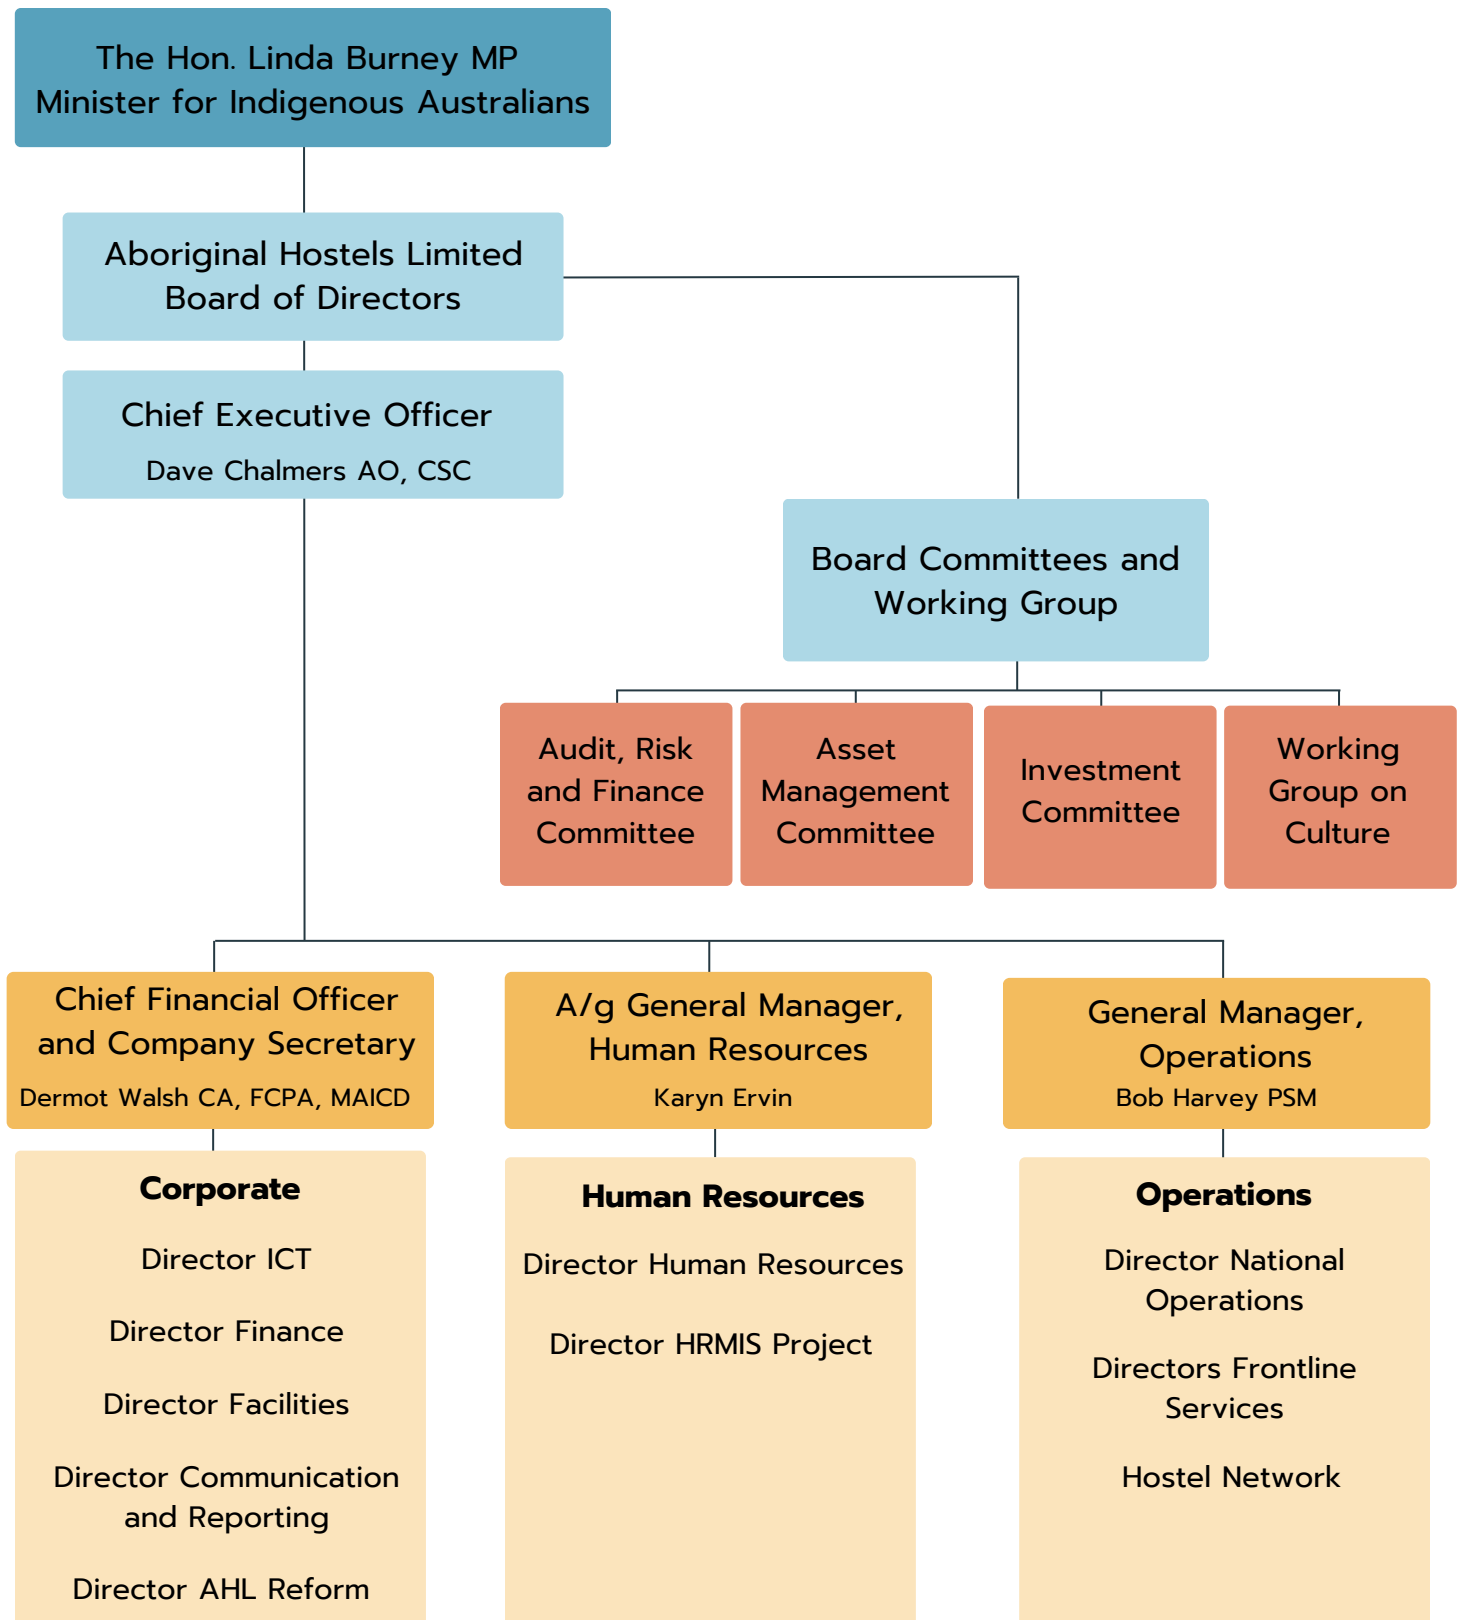 The Hon. Linda Burney MP
Minister for Indigenous Australians
Aboriginal Hostels Limited
Board of Directors
Chief Executive Officer
Dave Chalmers AO, CSC
Board Committees and
Working Group
Audit, Risk
and Finance
Committee
Asset
Management
Committee
Investment
Committee
Working
Group on
Culture
Chief Financial Officer
and Company Secretary
Dermot Walsh CA, FCPA, MAICD
A/g General Manager,
Human Resources
Karyn Ervin
General Manager,
Operations
Bob Harvey PSM
Corporate
Director ICT
Director Finance
Director Facilities
Director Communication
and Reporting
Director AHL Reform
Human Resources
Director Human Resources
Director HRMIS Project
Operations
Director National
Operations
Directors Frontline
Services
Hostel Network